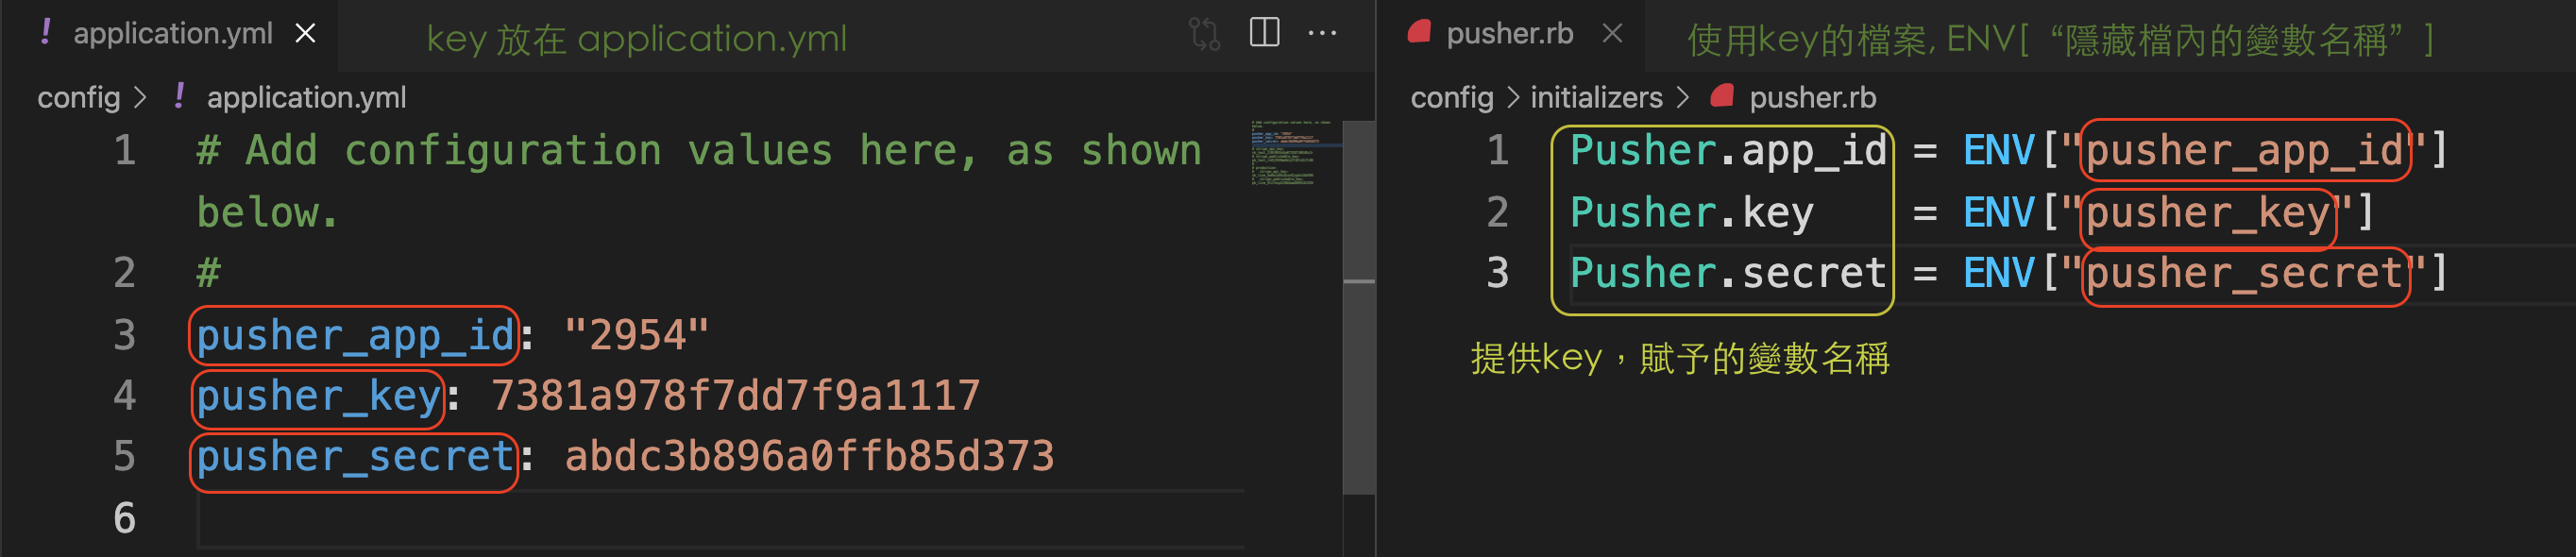 application.yml
key 放在 application.yml
config > application.yml
1 # Add configuration values here, as shown
below.
2 #
3 pusher_app_id: "2954"
4 pusher_key: 7381a978f7dd7f9a1117
5 pusher_secret: abdc3b896a0ffb85d373
6
pusher.rb
使用key的檔案, ENV[ “隱藏檔內的變數名稱” ]
config > initializers > pusher.rb
1 Pusher.app_id = ENV["pusher_app_id"]
2 Pusher.key = ENV["pusher_key"]
3 Pusher.secret = ENV["pusher_secret"]
提供key，賦予的變數名稱